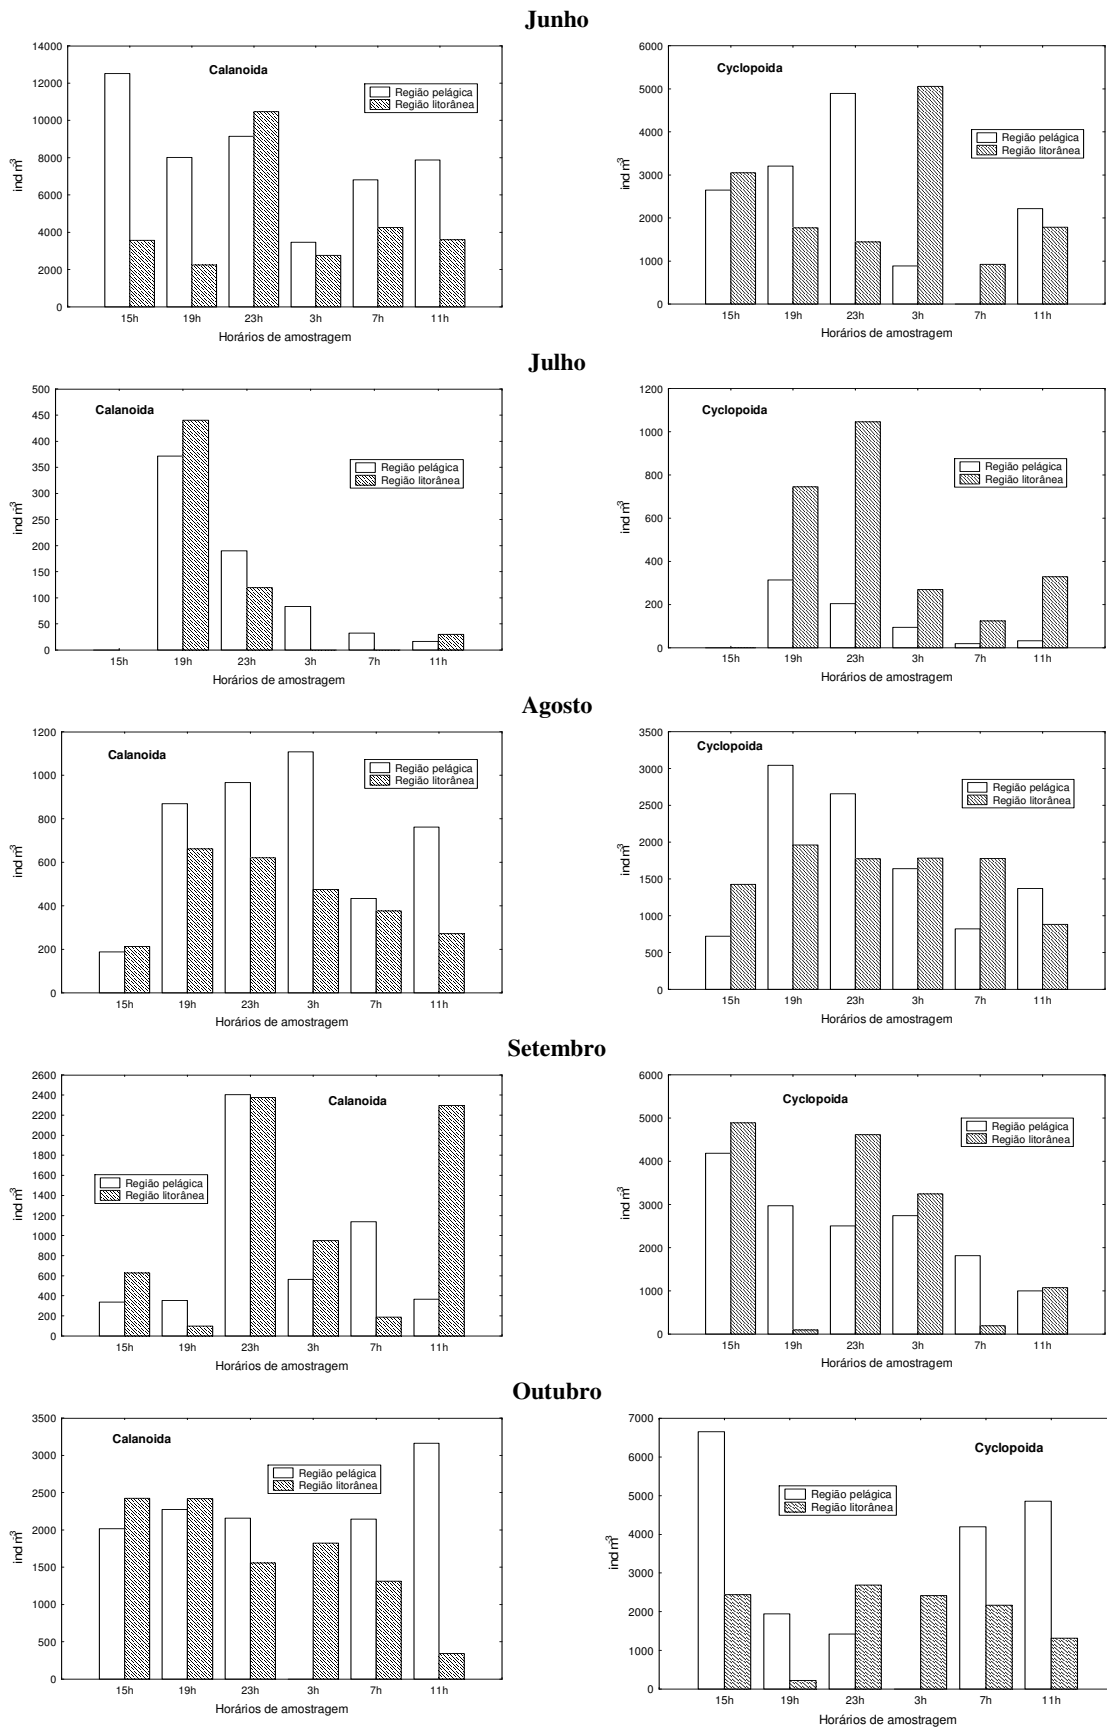 Junho
Calanoida
Região pelágica
Região litorânea
14000
12000
10000
8000
6000
4000
2000
0
ind m-3
15h 19h 23h 3h 7h 11h
Horários de amostragem
Cyclopoida
Região pelágica
Região litorânea
6000
5000
4000
3000
2000
1000
0
ind m-3
15h 19h 23h 3h 7h 11h
Horários de amostragem
Julho
Calanoida
Região pelágica
Região litorânea
500
450
400
350
300
250
200
150
100
50
0
ind m-3
15h 19h 23h 3h 7h 11h
Horários de amostragem
Cyclopoida
Região pelágica
Região litorânea
1200
1000
800
600
400
200
0
ind m-3
15h 19h 23h 3h 7h 11h
Horários de amostragem
Agosto
Calanoida
Região pelágica
Região litorânea
1200
1000
800
600
400
200
0
ind m-3
15h 19h 23h 3h 7h 11h
Horários de amostragem
Cyclopoida
Região pelágica
Região litorânea
3500
3000
2500
2000
1500
1000
500
0
ind m-3
15h 19h 23h 3h 7h 11h
Horários de amostragem
Setembro
Calanoida
Região pelágica
Região litorânea
2600
2400
2200
2000
1800
1600
1400
1200
1000
800
600
400
200
0
ind m-3
15h 19h 23h 3h 7h 11h
Horários de amostragem
Cyclopoida
Região pelágica
Região litorânea
6000
5000
4000
3000
2000
1000
0
ind m-3
15h 19h 23h 3h 7h 11h
Horários de amostragem
Outubro
Calanoida
Região pelágica
Região litorânea
3500
3000
2500
2000
1500
1000
500
0
ind m-3
15h 19h 23h 3h 7h 11h
Horários de amostragem
Cyclopoida
Região pelágica
Região litorânea
7000
6000
5000
4000
3000
2000
1000
0
ind m-3
15h 19h 23h 3h 7h 11h
Horários de amostragem